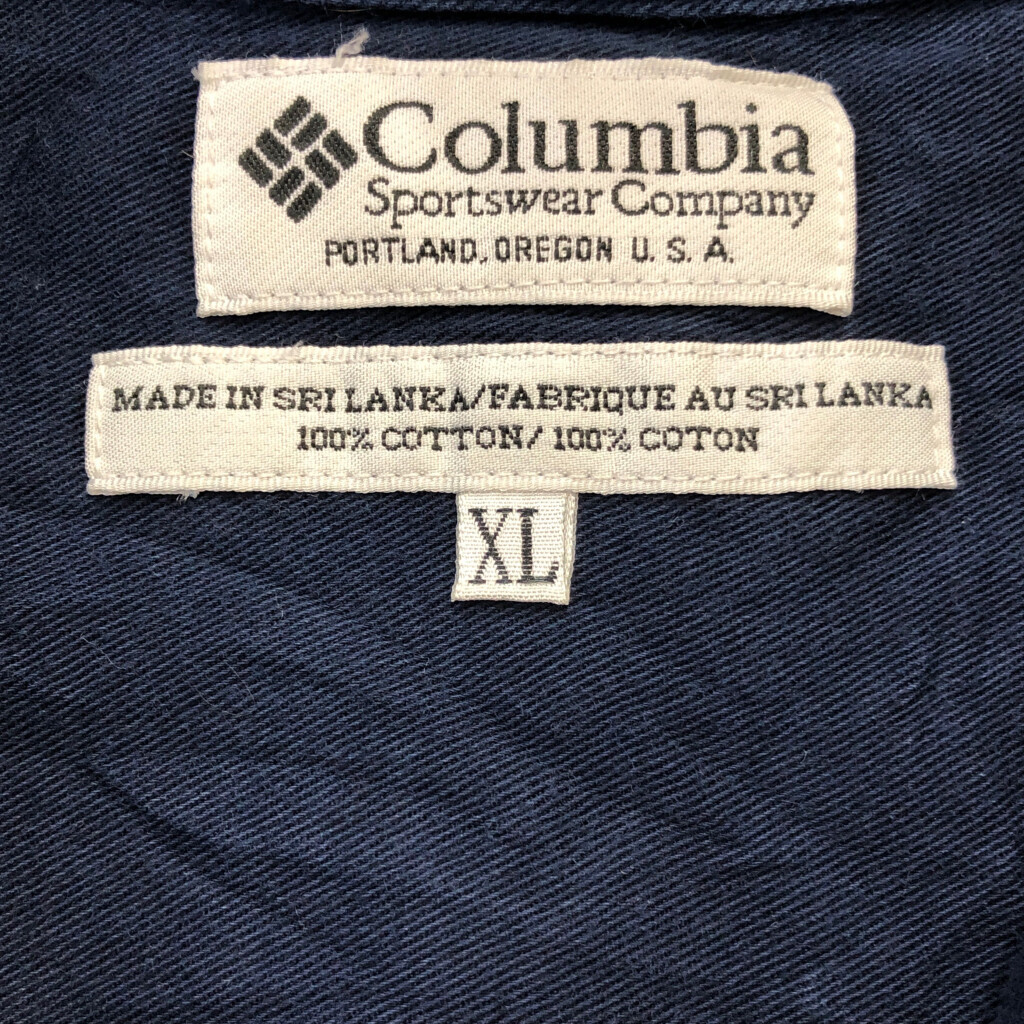 Columbia
Sportswear Company
PORTLAND, OREGON U. S. A.
MADE IN SRI LANKA/FABRIQUE AU SRI LANKA
100% COTTON/ 100% COTON
XL